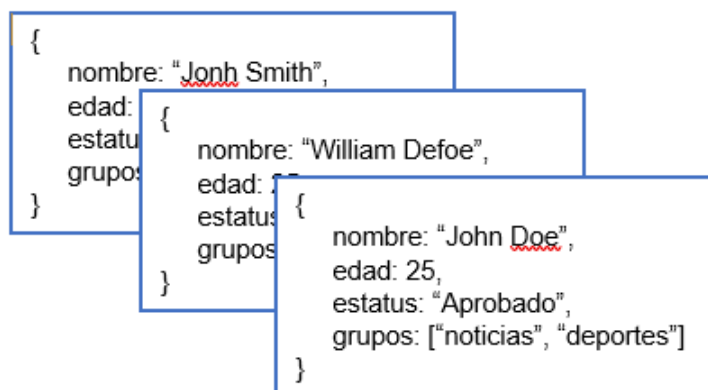 {
nombre: “Jonh Smith”,
edad:
estatu
grupos
}
{
nombre: “William Defoe”,
edad:
estatus
grupos
}
{
nombre: “John Doe”,
edad: 25,
estatus: “Aprobado”,
grupos: [“noticias”, “deportes”]
}